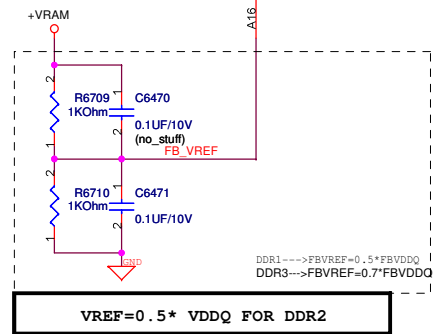 +VRAM
A16
2
1
R6709
1KOhm
C6470
0.1UF/10V
(no_stuff)
1
2
FB_VREF
2
1
R6710
1KOhm
C6471
0.1UF/10V
1
2
GND
DDR1--->FBVREF=0.5*FBVDDQ
DDR3--->FBVREF=0.7*FBVDDQ
VREF=0.5* VDDQ FOR DDR2